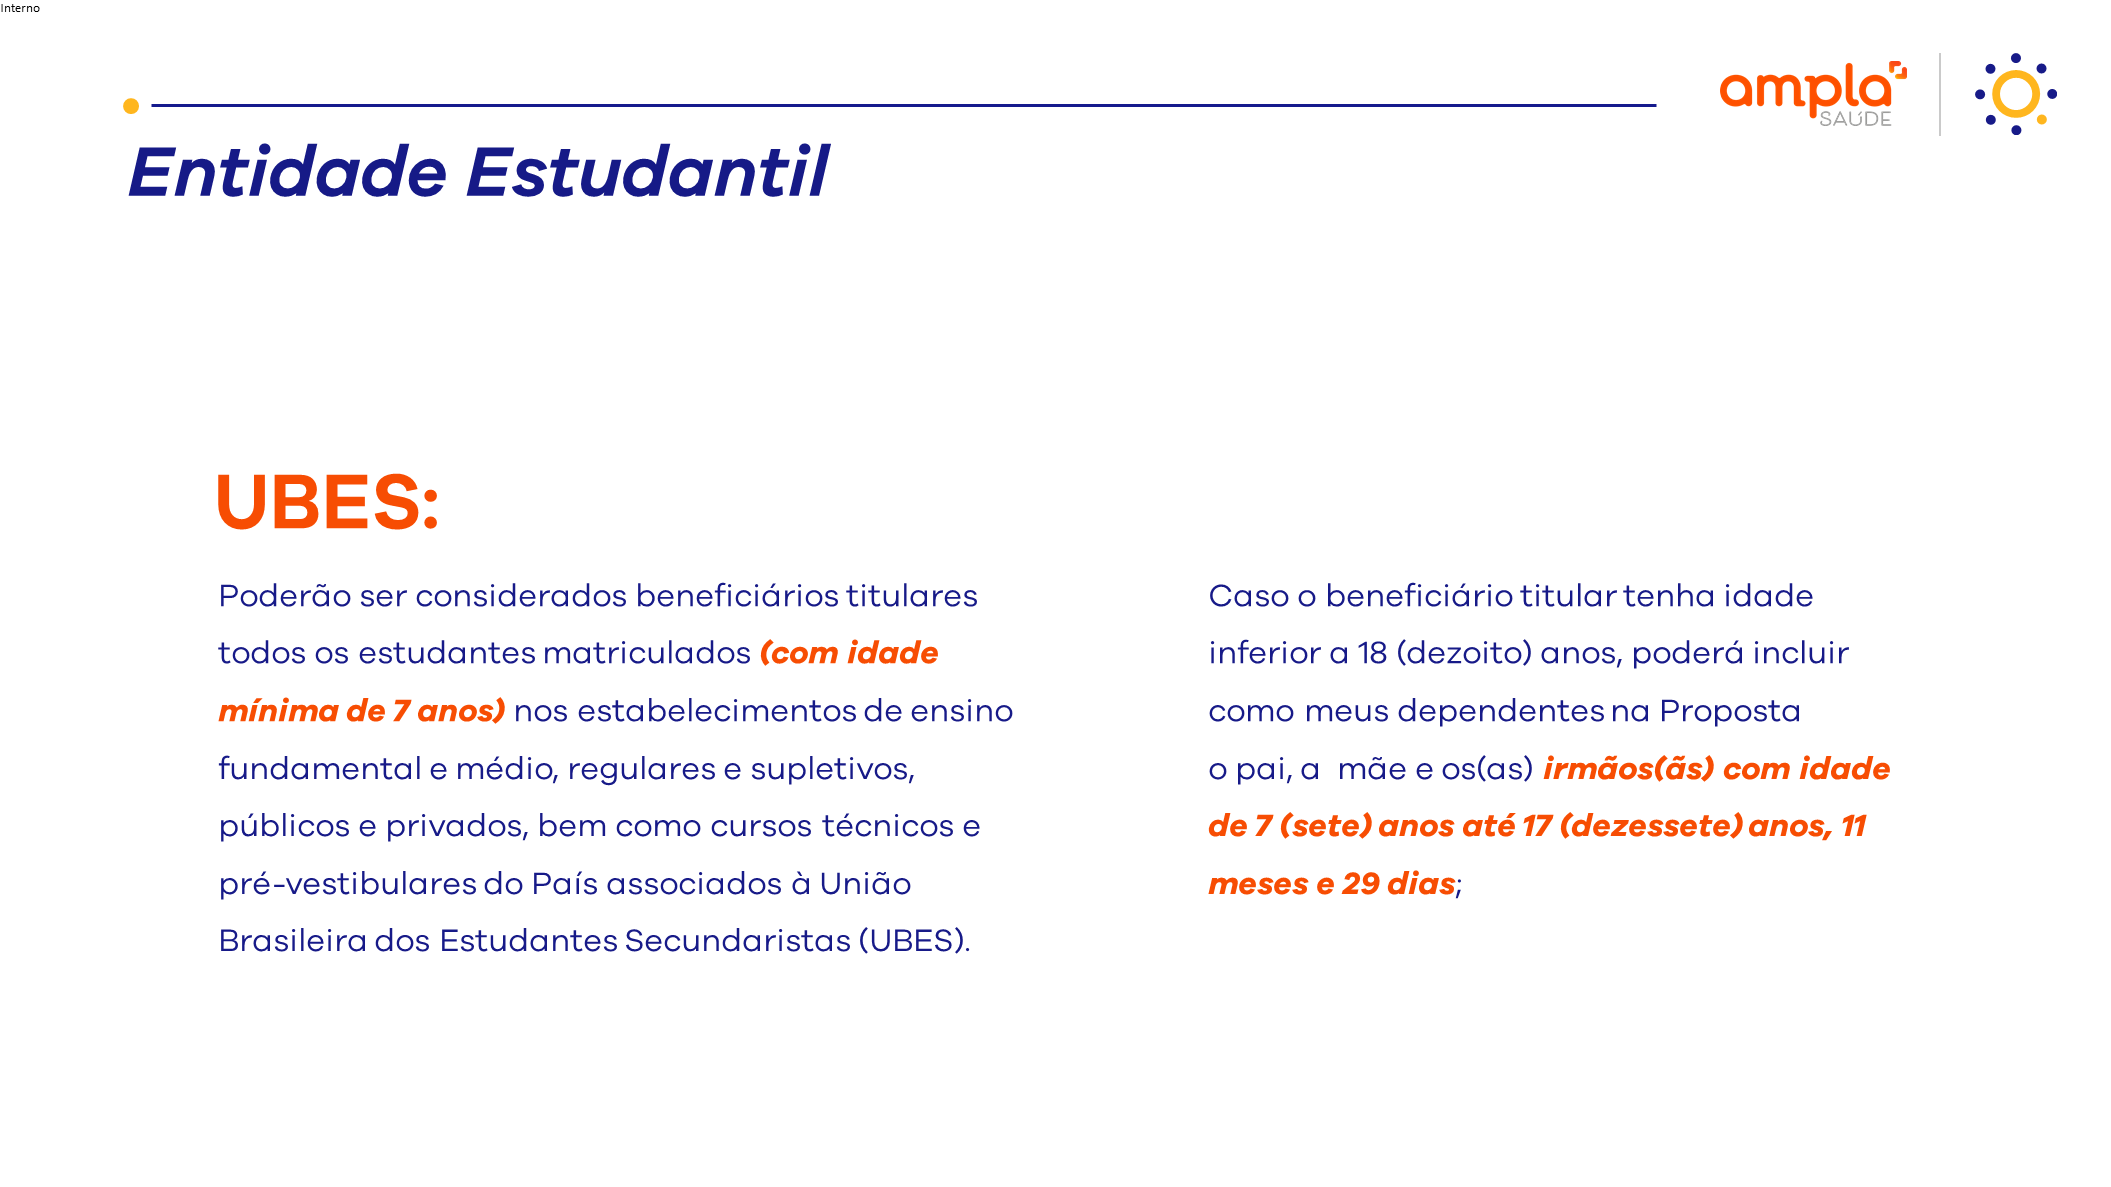 Interno
ampla
SAÚDE
Entidade Estudantil
UBES:
Poderão ser considerados beneficiários titulares
todos os estudantes matriculados (com idade
mínima de 7 anos) nos estabelecimentos de ensino
fundamental e médio, regulares e supletivos,
públicos e privados, bem como cursos técnicos e
pré-vestibulares do País associados à União
Brasileira dos Estudantes Secundaristas (UBES).
Caso o beneficiário titular tenha idade
inferior a 18 (dezoito) anos, poderá incluir
como meus dependentes na Proposta
o pai, a mãe e os(as) irmãos(ãs) com idade
de 7 (sete) anos até 17 (dezessete) anos, 11
meses e 29 dias;